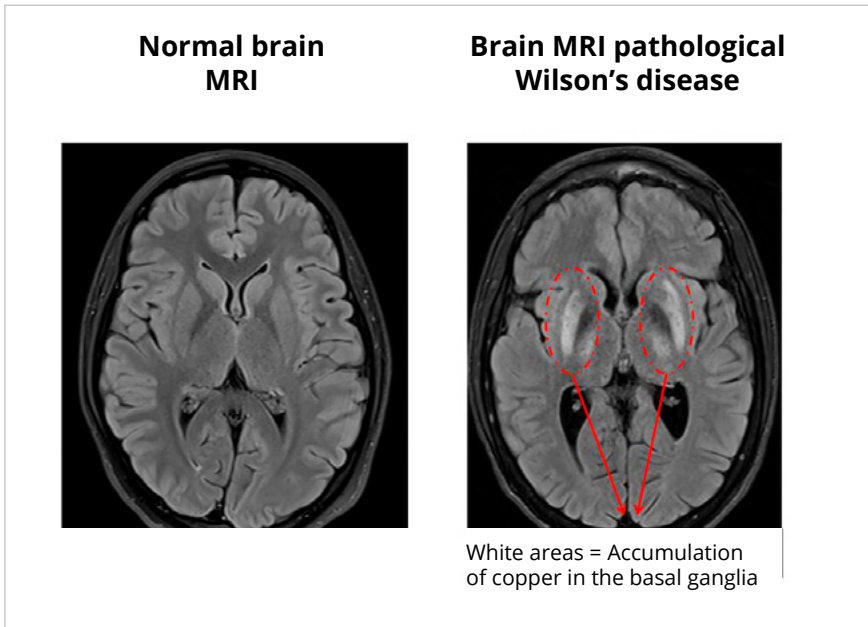 Normal brain
MRI
Brain MRI pathological
Wilson's disease
White areas = Accumulation
of copper in the basal ganglia